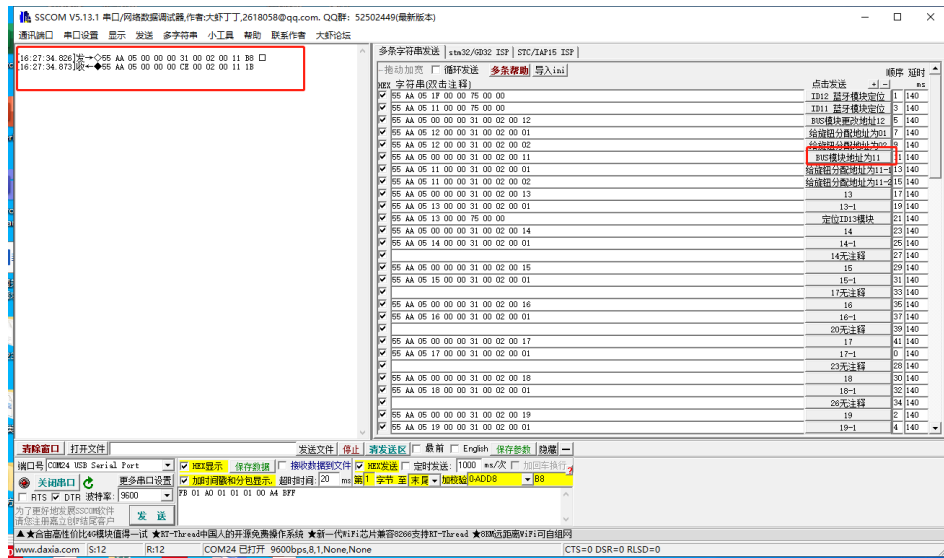 SSCOM V5.13.1 串口/网络数据调试器,作者:大虾丁丁,2618058@qq.com. QQ群: 52502449(最新版本)
通讯端口 串口设置 显示 发送 多字符串 小工具 帮助 联系作者 大虾论坛
[16:27:34.826]发→◇55 AA 05 00 00 00 31 00 02 00 11 B8 □
[16:27:34.873]收←◆55 AA 05 00 00 00 CE 00 02 00 11 1B
多条字符串发送 stm32/GD32 ISP STC/IAP15 ISP
拖动加宽 循环发送 多条帮助 导入ini 顺序 延时
HEX 字符串(双击注释) 点击发送 + - ms
55 AA 05 1F 00 00 75 00 00 ID12 蓝牙模块定位 1 140
55 AA 05 11 00 00 75 00 00 ID11 蓝牙模块定位 3 140
55 AA 05 00 00 00 31 00 02 00 12 BUS模块更改地址12 5 140
55 AA 05 12 00 00 31 00 02 00 01 给旋钮分配地址为01 7 140
55 AA 05 12 00 00 31 00 02 00 02 给旋钮分配地址为02 9 140
55 AA 05 00 00 00 31 00 02 00 11 BUS模块地址为11 11 140
55 AA 05 11 00 00 31 00 02 00 01 给旋钮分配地址为11-1 13 140
55 AA 05 11 00 00 31 00 02 00 02 给旋钮分配地址为11-2 15 140
55 AA 05 00 00 00 31 00 02 00 13 13 17 140
55 AA 05 13 00 00 31 00 02 00 01 13-1 19 140
55 AA 05 13 00 00 75 00 00 定位ID13模块 21 140
55 AA 05 00 00 00 31 00 02 00 14 14 23 140
55 AA 05 14 00 00 31 00 02 00 01 14-1 25 140
14无注释 27 140
55 AA 05 00 00 00 31 00 02 00 15 15 29 140
55 AA 05 15 00 00 31 00 02 00 01 15-1 31 140
17无注释 33 140
55 AA 05 00 00 00 31 00 02 00 16 16 35 140
55 AA 05 16 00 00 31 00 02 00 01 16-1 37 140
20无注释 39 140
55 AA 05 00 00 00 31 00 02 00 17 17 41 140
55 AA 05 17 00 00 31 00 02 00 01 17-1 0 140
23无注释 28 140
55 AA 05 00 00 00 31 00 02 00 18 18 30 140
55 AA 05 18 00 00 31 00 02 00 01 18-1 32 140
26无注释 34 140
55 AA 05 00 00 00 31 00 02 00 19 19 2 140
55 AA 05 19 00 00 31 00 02 00 01 19-1 4 140
清除窗口 打开文件 发送文件 停止 清发送区 最前 English 保存参数 隐藏 —
端口号 COM24 USB Serial Port HEX显示 保存数据 接收数据到文件 HEX发送 定时发送: 1000 ms/次 加回车换行
关闭串口 更多串口设置 加时间戳和分包显示. 超时时间: 20 ms 第 1 字节 至 末尾 加校验 0-ADD8 B8
RTS DTR 波特率: 9600 FB 01 A0 01 01 01 00 A4 BFF
为了更好地发展SSCOM软件
请您注册嘉立创F结尾客户 发 送
▲★合宙高性价比4G模块值得一试 ★RT-Thread中国人的开源免费操作系统 ★新一代WiFi芯片兼容8266支持RT-Thread ★8KM远距离WiFi可自组网
www.daxia.com S:12 R:12 COM24 已打开 9600bps,8,1,None,None CTS=0 DSR=0 RLSD=0